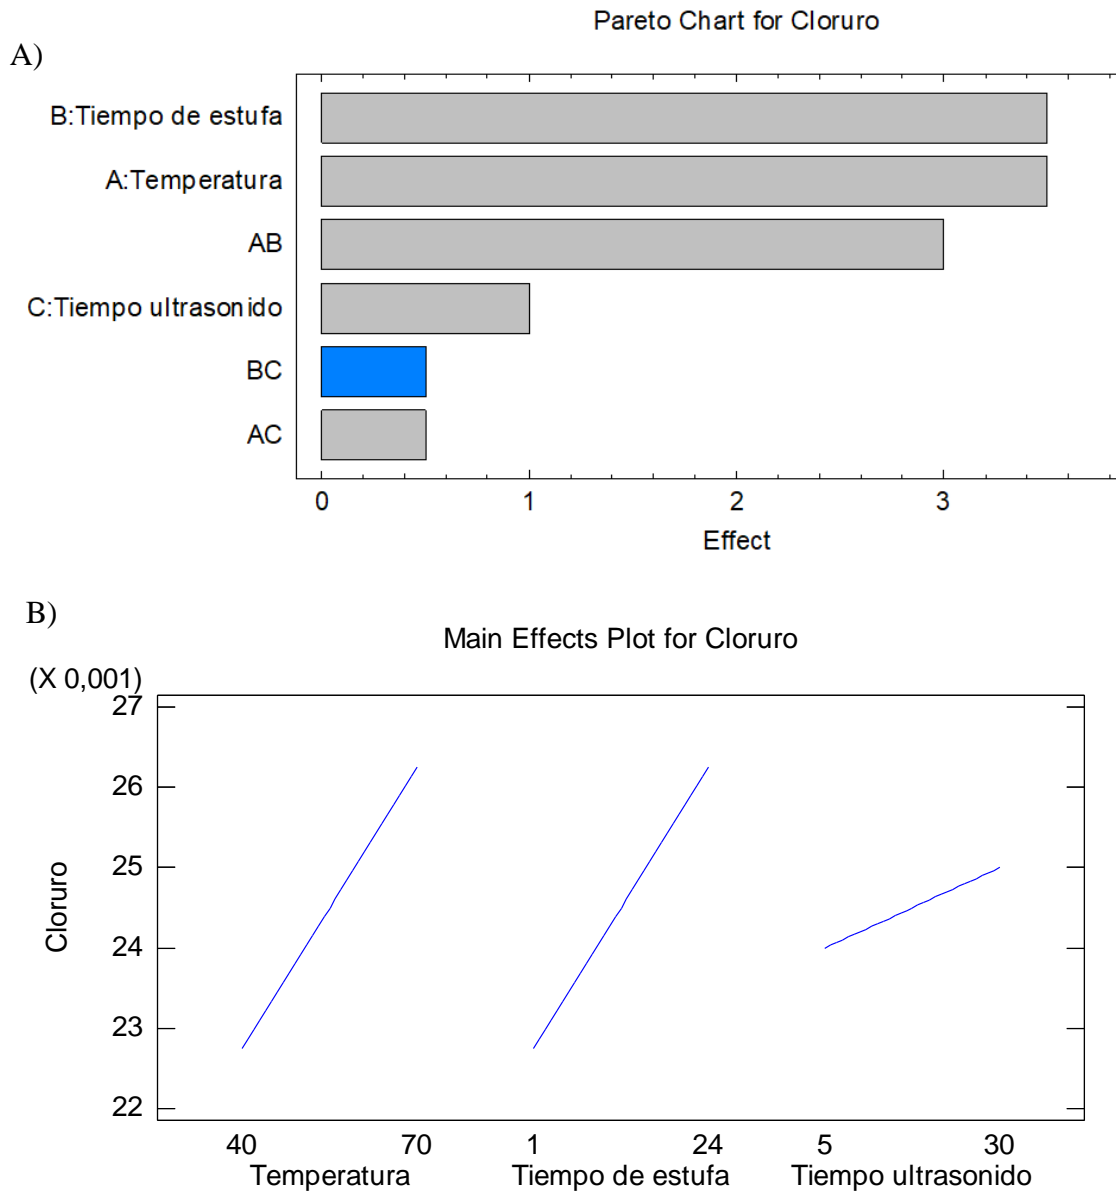 Pareto Chart for Cloruro
A)
B:Tiempo de estufa
A:Temperatura
AB
C:Tiempo ultrasonido
BC
AC
0 1 2 3
Effect
B)
Main Effects Plot for Cloruro
(X 0,001)
27
26
25
24
23
22
Cloruro
40 70 1 24 5 30
Temperatura Tiempo de estufa Tiempo ultrasonido